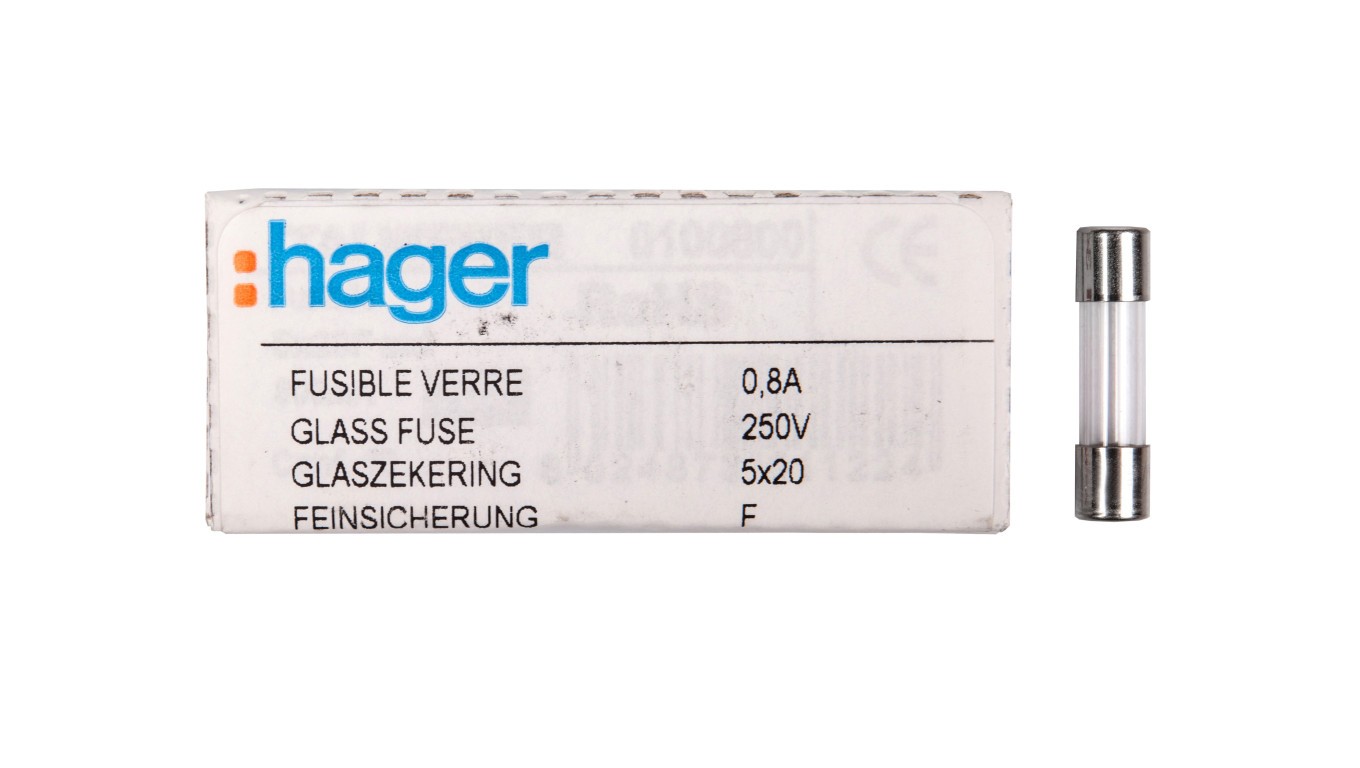 hager
FUSIBLE VERRE 0,8A
GLASS FUSE 250V
GLASZEKERING 5x20
FEINSICHERUNG F